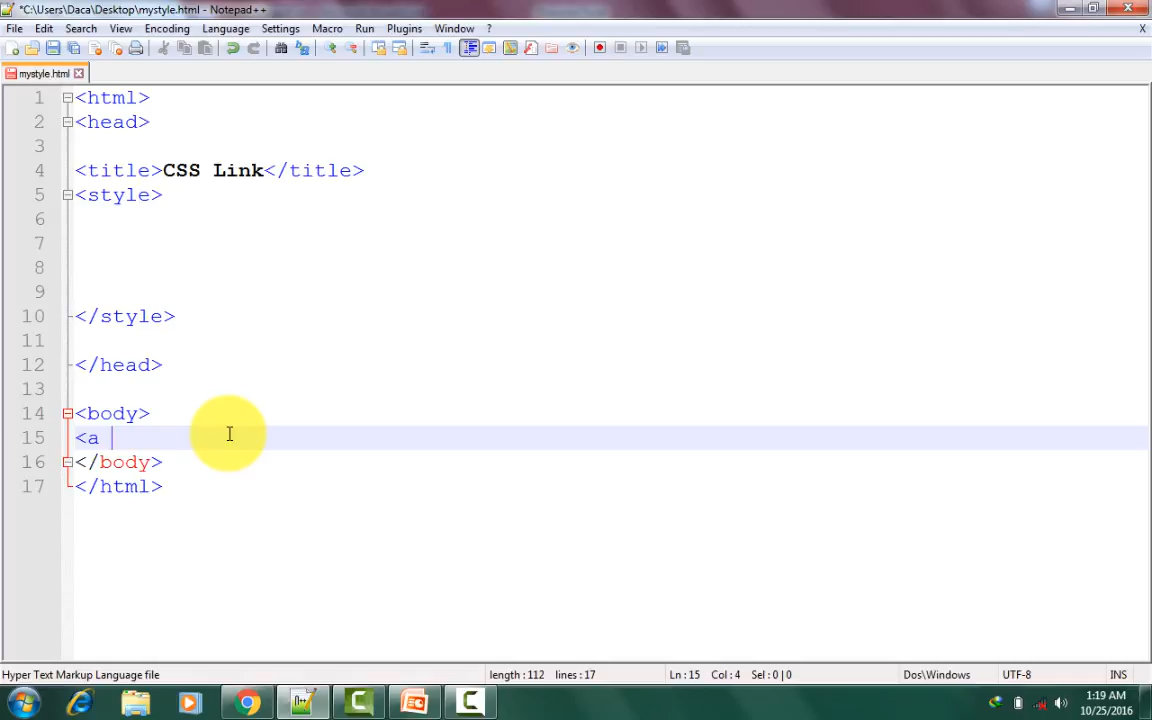 *C:\Users\Daca\Desktop\mystyle.html - Notepad++
File Edit Search View Encoding Language Settings Macro Run Plugins Window ? X
mystyle.html
1 <html>
2 <head>
3
4 <title>CSS Link</title>
5 <style>
6
7
8
9
10 </style>
11
12 </head>
13
14 <body>
15 <a
16 </body>
17 </html>
Hyper Text Markup Language file length : 112 lines : 17 Ln : 15 Col : 4 Sel : 0 | 0 Dos\Windows UTF-8 INS
1:19 AM
10/25/2016